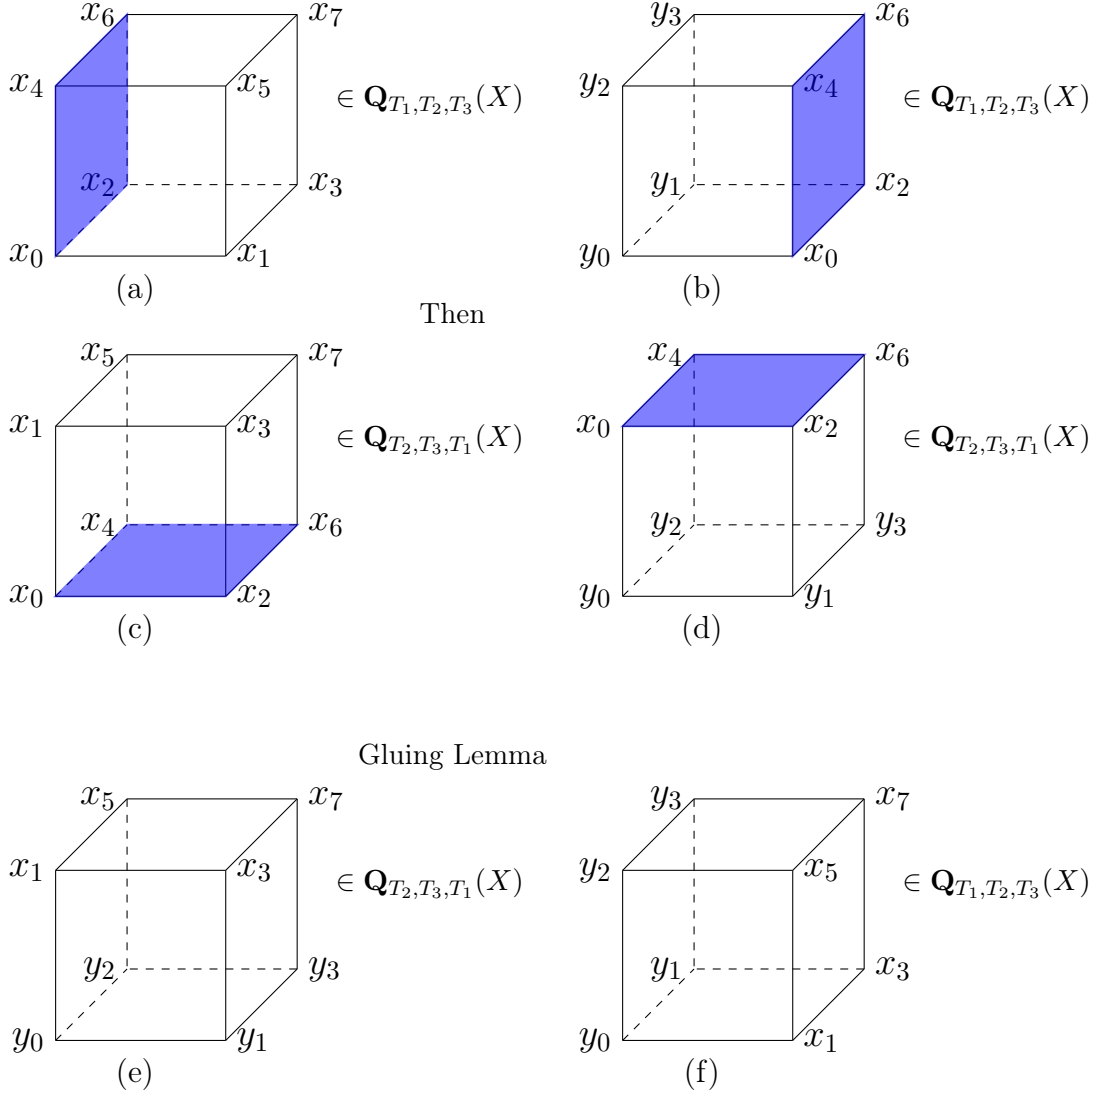 x₆ x₇ y₃ x₆
x₄ x₅ ∈ Q_{T₁,T₂,T₃}(X) y₂ x₄ ∈ Q_{T₁,T₂,T₃}(X)
x₂ x₃ y₁ x₂
x₀ x₁ y₀ x₀
(a) (b)
Then
x₅ x₇ x₄ x₆
x₁ x₃ ∈ Q_{T₂,T₃,T₁}(X) x₀ x₂ ∈ Q_{T₂,T₃,T₁}(X)
x₄ x₆ y₂ y₃
x₀ x₂ y₀ y₁
(c) (d)
Gluing Lemma
x₅ x₇ y₃ x₇
x₁ x₃ ∈ Q_{T₂,T₃,T₁}(X) y₂ x₅ ∈ Q_{T₁,T₂,T₃}(X)
y₂ y₃ y₁ x₃
y₀ y₁ y₀ x₁
(e) (f)